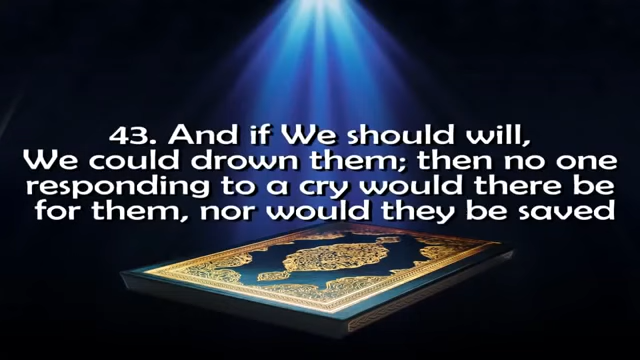 43. And if We should will,
We could drown them; then no one
responding to a cry would there be
for them, nor would they be saved